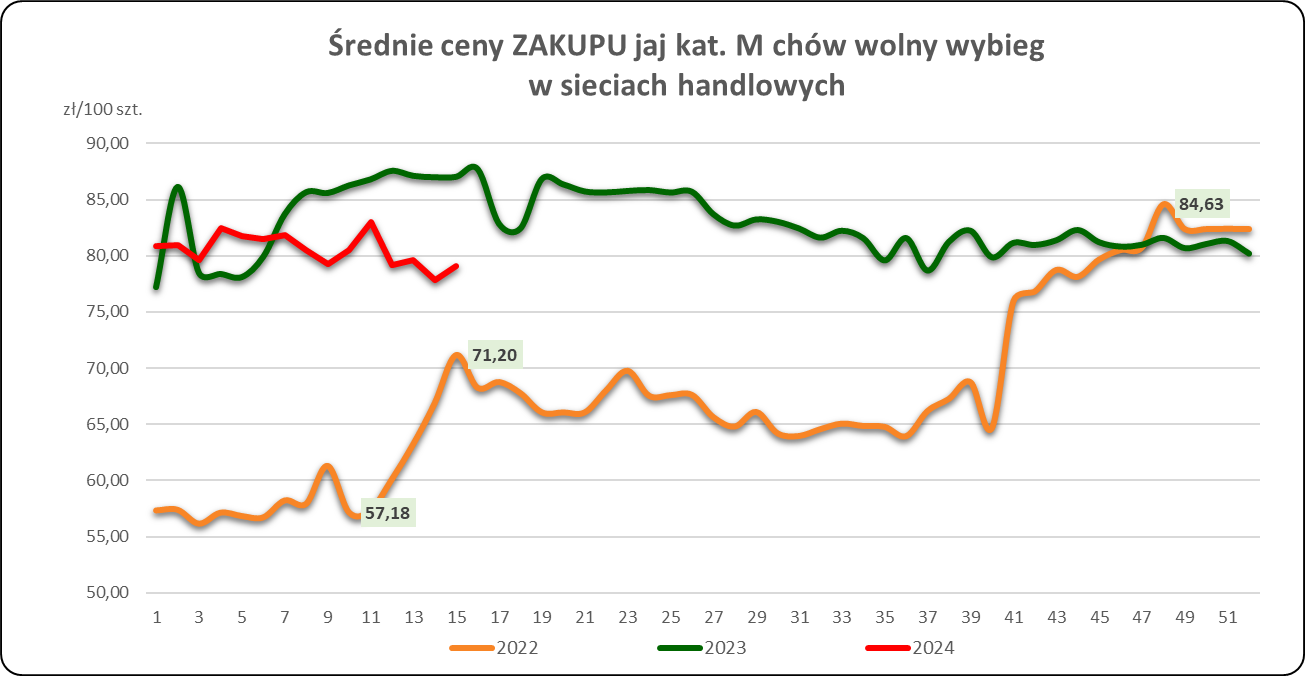 Średnie ceny ZAKUPU jaj kat. M chów wolny wybieg
w sieciach handlowych
zł/100 szt.
90,00
85,00
80,00
75,00
70,00
65,00
60,00
55,00
50,00
84,63
71,20
57,18
1 3 5 7 9 11 13 15 17 19 21 23 25 27 29 31 33 35 37 39 41 43 45 47 49 51
2022 2023 2024